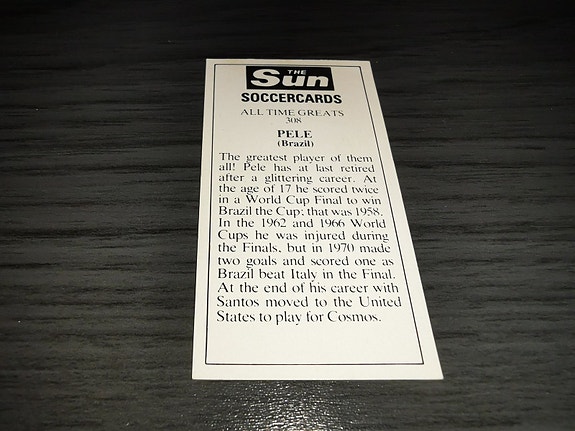 THE
Sun
SOCCERCARDS
ALL TIME GREATS
308
PELE
(Brazil)
The greatest player of them
all! Pele has at last retired
after a glittering career. At
the age of 17 he scored twice
in a World Cup Final to win
Brazil the Cup; that was 1958.
In the 1962 and 1966 World
Cups he was injured during
the Finals, but in 1970 made
two goals and scored one as
Brazil beat Italy in the Final.
At the end of his career with
Santos moved to the United
States to play for Cosmos.